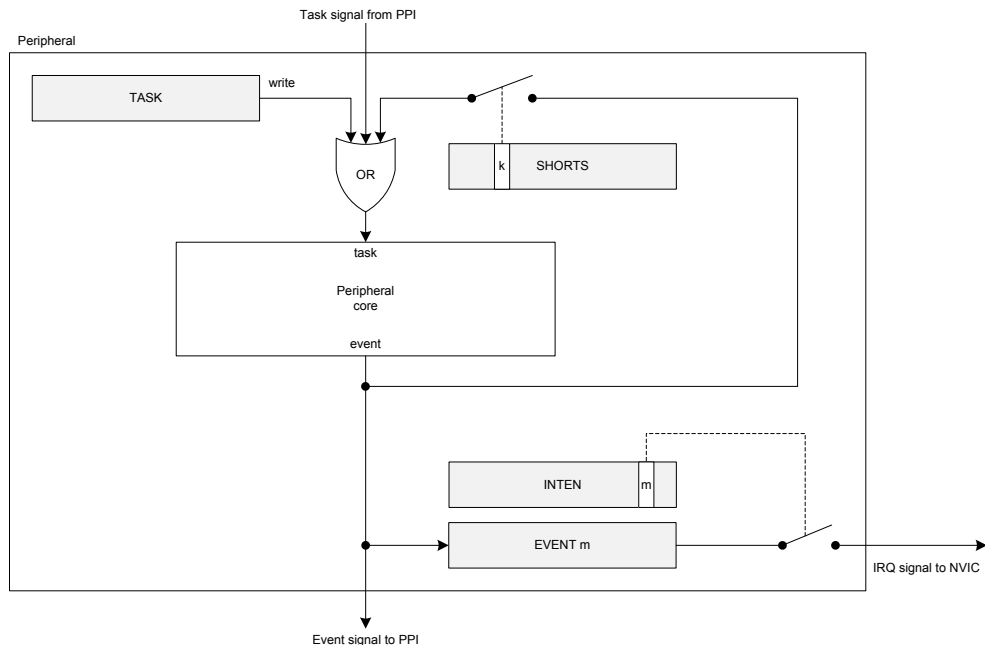 Task signal from PPI
Peripheral
write
TASK
k
SHORTS
OR
task
Peripheral
core
event
INTEN
m
EVENT m
IRQ signal to NVIC
Event signal to PPI